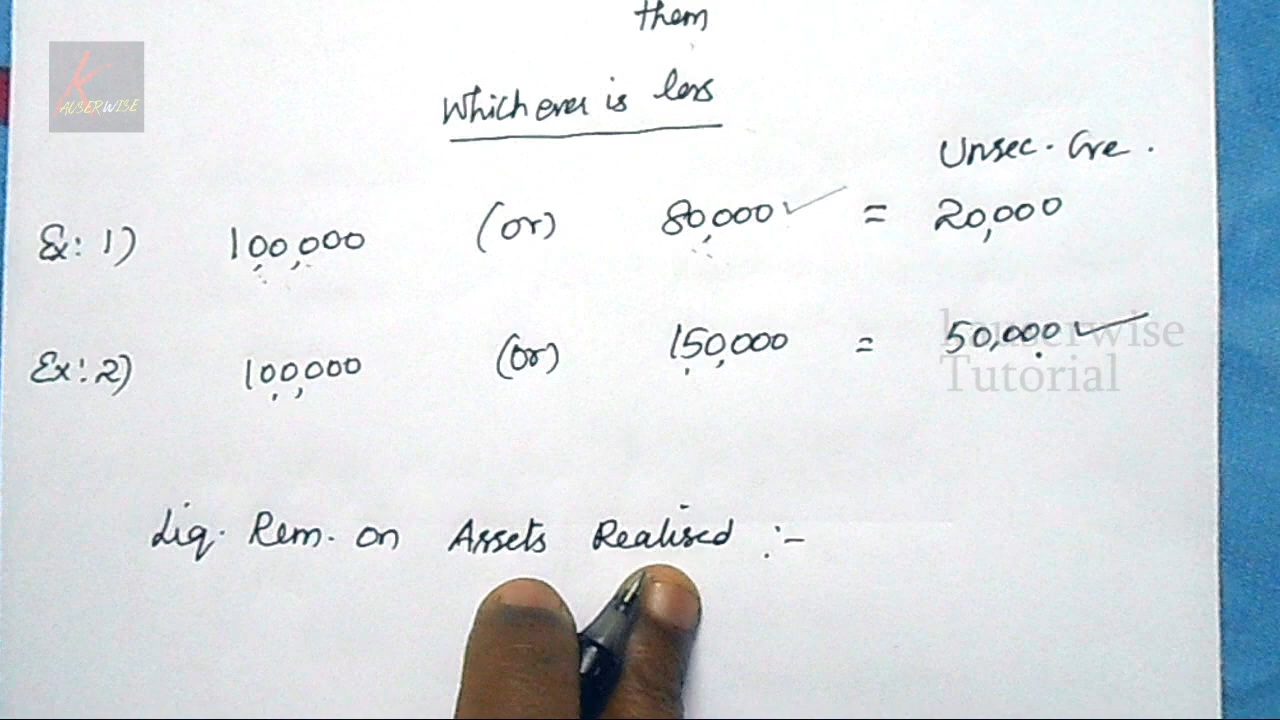 them
Whichever is less
KAUSERWISE
Unsec. Cre.
Ex: 1) 100,000 (or) 80,000 ✓ = 20,000
Ex: 2) 100,000 (or) 150,000 = 50,000 ✓
kauserwise
Tutorial
Liq. Rem. on Assets Realised :-